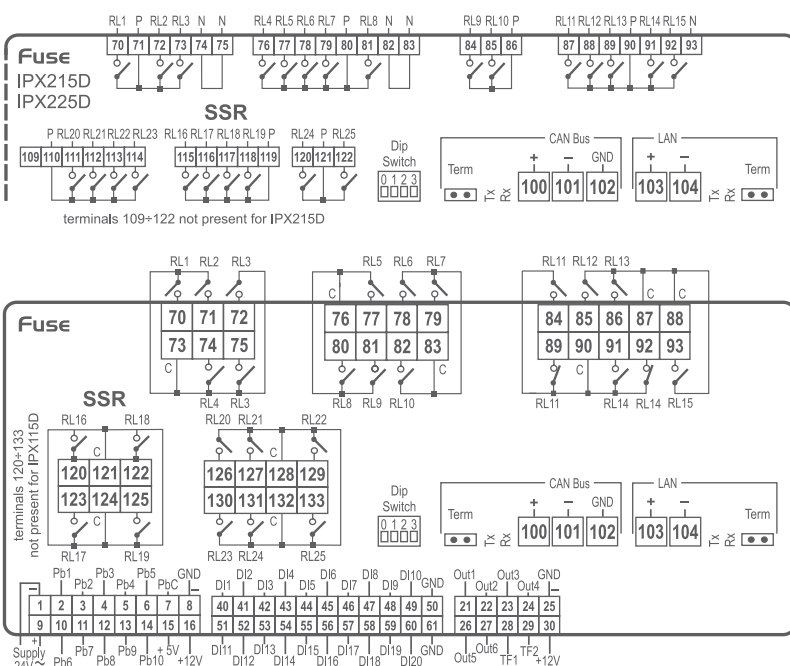 RL1 P RL2 RL3 N N RL4 RL5 RL6 RL7 P RL8 N N RL9 RL10 P RL11 RL12 RL13 P RL14 RL15 N
70 71 72 73 74 75 76 77 78 79 80 81 82 83 84 85 86 87 88 89 90 91 92 93
Fuse
IPX215D
IPX225D
SSR
P RL20 RL21 RL22 RL23 RL16 RL17 RL18 RL19 P RL24 P RL25
109 110 111 112 113 114 115 116 117 118 119 120 121 122
Dip
Switch
0 1 2 3
Term
Tx
Rx
CAN Bus
+ − GND
100 101 102
LAN
+ −
103 104
Tx
Rx
Term
terminals 109÷122 not present for IPX215D
RL1 RL2 RL3 RL5 RL6 RL7 RL11 RL12 RL13
C C C
Fuse
70 71 72 76 77 78 79 84 85 86 87 88
73 74 75 80 81 82 83 89 90 91 92 93
C C C
RL4 RL3 RL8 RL9 RL10 RL11 RL14 RL14 RL15
SSR
terminals 120÷133
not present for IPX115D
RL16 RL18 RL20 RL21 RL22
C C
120 121 122 126 127 128 129
123 124 125 130 131 132 133
C C
RL17 RL19 RL23 RL24 RL25
Dip
Switch
0 1 2 3
Term
Tx
Rx
CAN Bus
+ − GND
100 101 102
LAN
+ −
103 104
Tx
Rx
Term
Pb1 Pb3 Pb5 GND DI2 DI4 DI6 DI8 DI10 Out1 Out3 GND
− Pb2 Pb4 PbC − DI1 DI3 DI5 DI7 DI9 GND Out2 Out4 −
1 2 3 4 5 6 7 8 40 41 42 43 44 45 46 47 48 49 50 21 22 23 24 25
9 10 11 12 13 14 15 16 51 52 53 54 55 56 57 58 59 60 61 26 27 28 29 30
+ Pb7 Pb9 + 5V DI11 DI13 DI15 DI17 DI19 GND Out6 TF2
Supply
24V≂ Pb6 Pb8 Pb10 +12V DI12 DI14 DI16 DI18 DI20 Out5 TF1 +12V